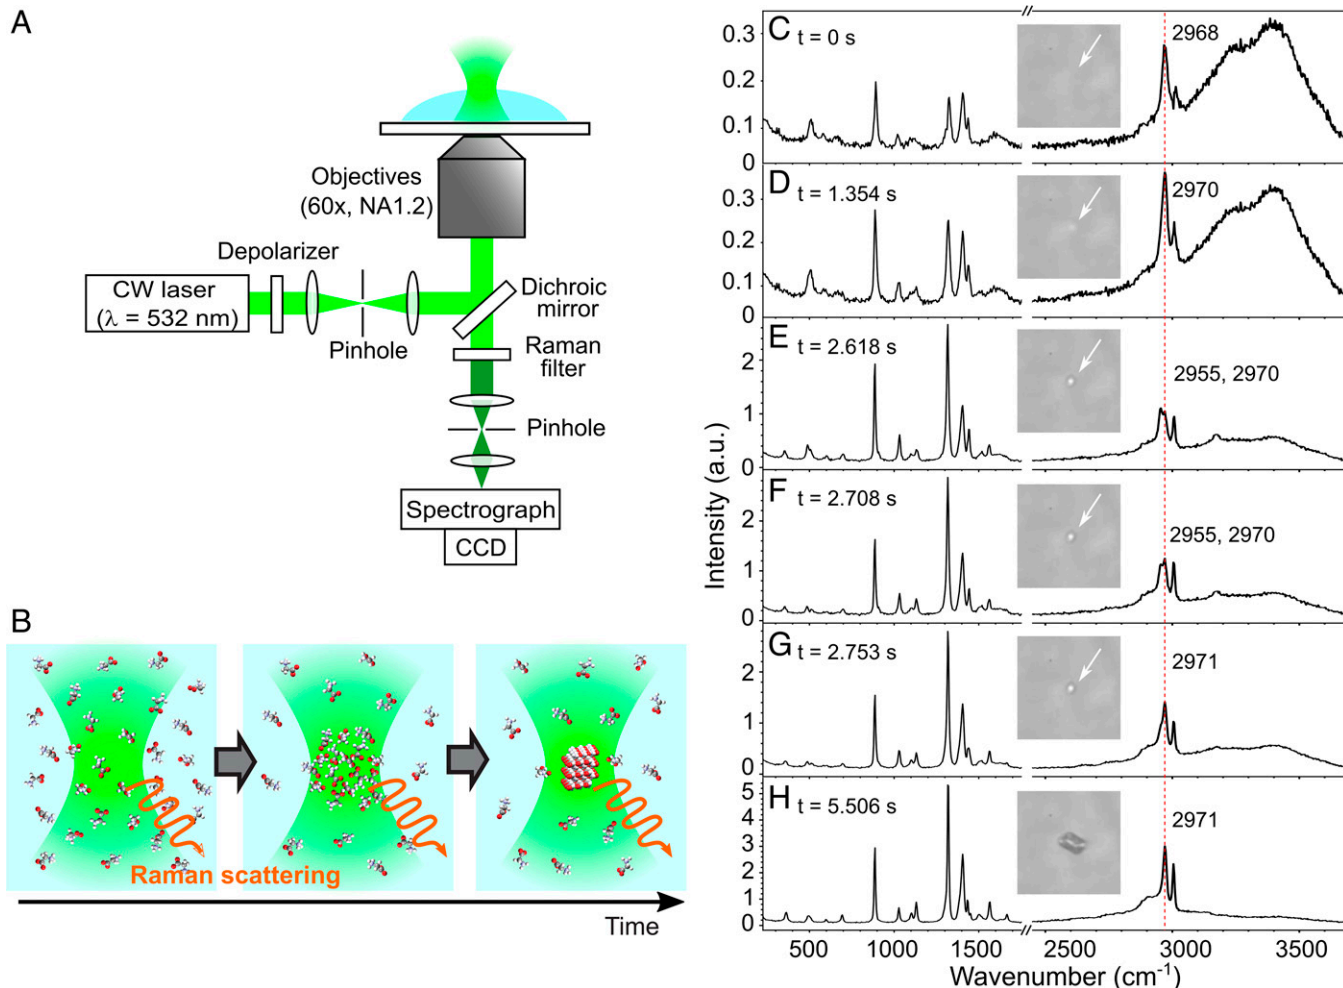 A
Objectives
(60x, NA1.2)
Depolarizer
CW laser
(λ = 532 nm)
Pinhole
Dichroic
mirror
Raman
filter
Pinhole
Spectrograph
CCD
B
Raman scattering
Time
Intensity (a.u.)
C t = 0 s
2968
0.3
0.2
0.1
0
D t = 1.354 s
2970
0.3
0.2
0.1
0
E t = 2.618 s
2955, 2970
2
1
0
F t = 2.708 s
2955, 2970
2
1
0
G t = 2.753 s
2971
2
1
0
H t = 5.506 s
2971
5
4
3
2
1
0
500 1000 1500 // 2500 3000 3500
Wavenumber (cm⁻¹)